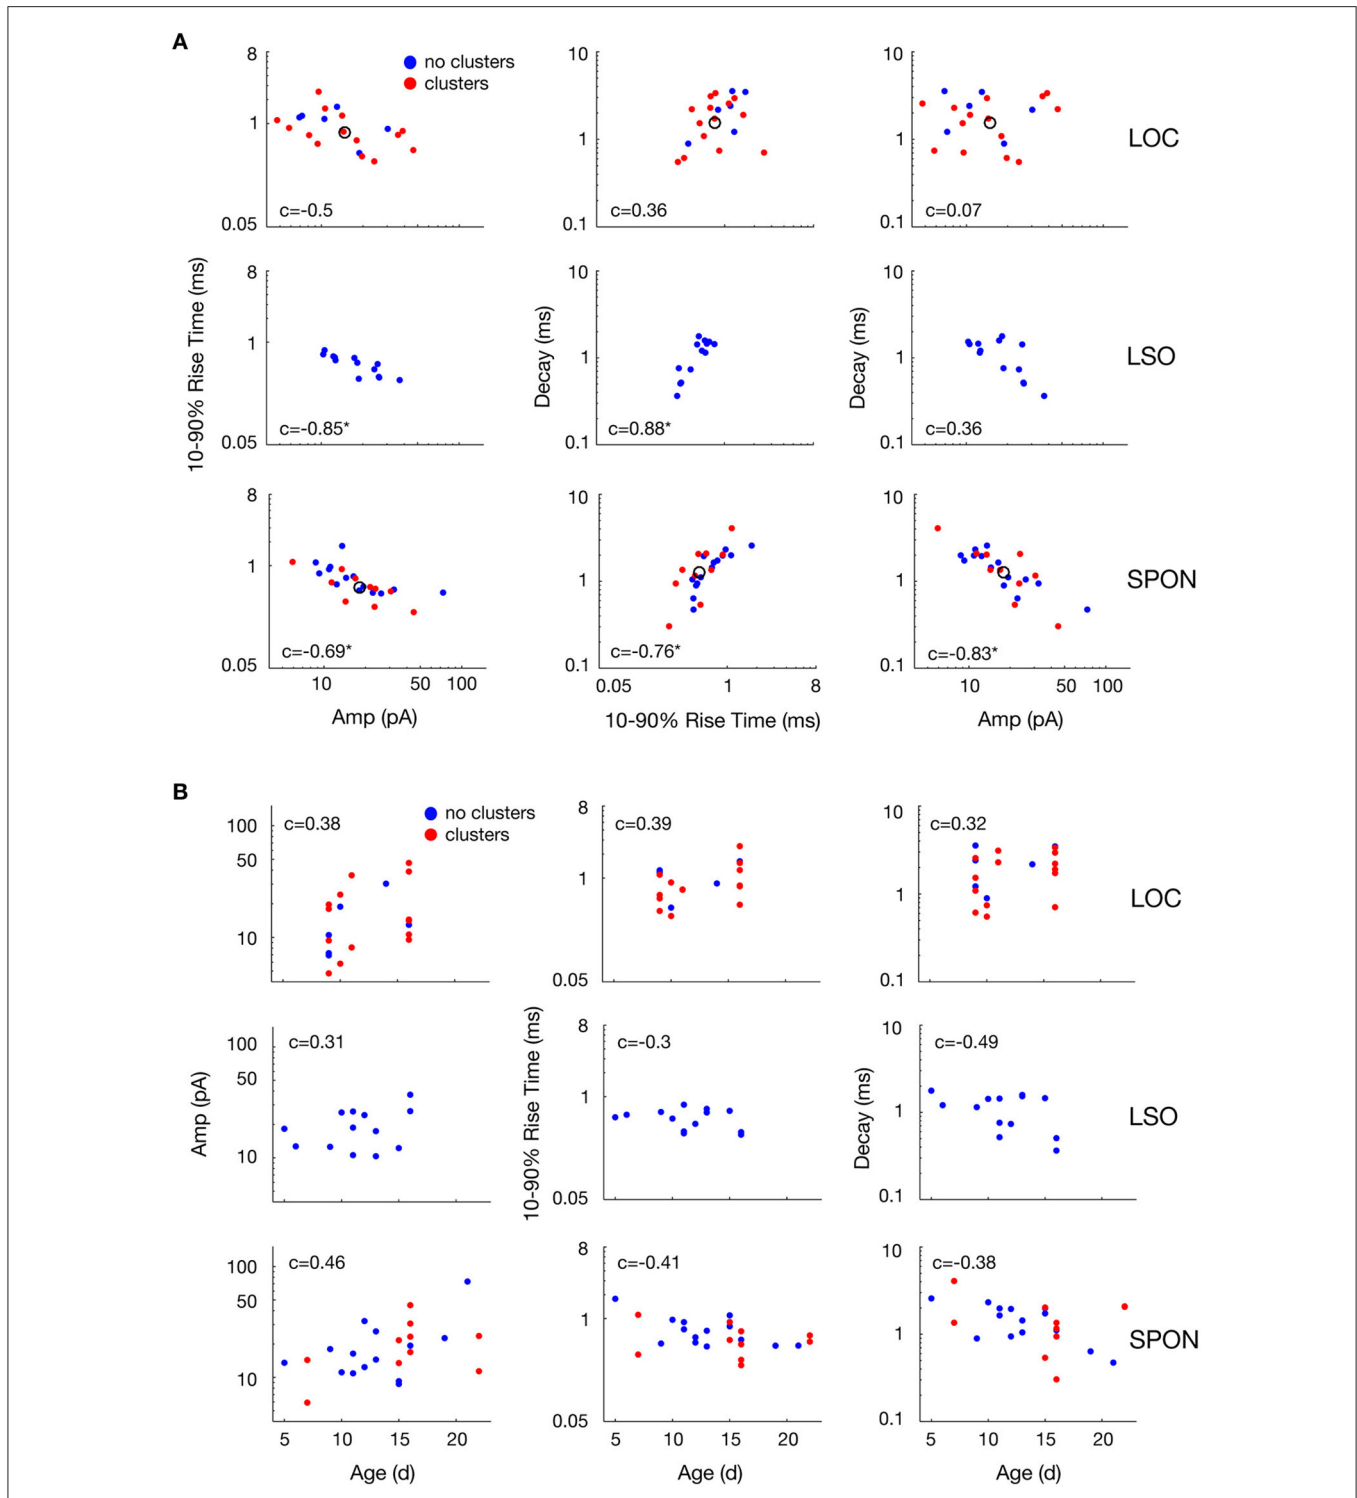 A
8
1
0.05
no clusters
clusters
c=-0.5
10
1
0.1
c=0.36
10
1
0.1
c=0.07
LOC
10-90% Rise Time (ms)
8
1
0.05
c=-0.85*
Decay (ms)
10
1
0.1
c=0.88*
Decay (ms)
10
1
0.1
c=0.36
LSO
8
1
0.05
c=-0.69*
10 50 100
Amp (pA)
10
1
0.1
c=-0.76*
0.05 1 8
10-90% Rise Time (ms)
10
1
0.1
c=-0.83*
10 50 100
Amp (pA)
SPON
B
100
50
10
c=0.38
no clusters
clusters
8
1
0.05
c=0.39
10
1
0.1
c=0.32
LOC
Amp (pA)
100
50
10
c=0.31
10-90% Rise Time (ms)
8
1
0.05
c=-0.3
Decay (ms)
10
1
0.1
c=-0.49
LSO
100
50
10
c=0.46
5 10 15 20
Age (d)
8
1
0.05
c=-0.41
5 10 15 20
Age (d)
10
1
0.1
c=-0.38
5 10 15 20
Age (d)
SPON